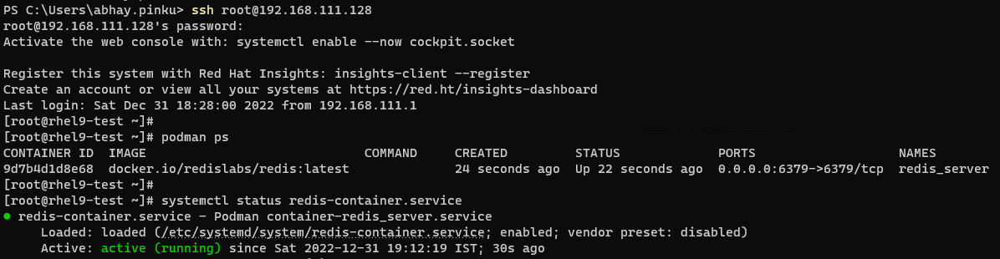 PS C:\Users\abhay.pinku> ssh root@192.168.111.128
root@192.168.111.128's password:
Activate the web console with: systemctl enable --now cockpit.socket
Register this system with Red Hat Insights: insights-client --register
Create an account or view all your systems at https://red.ht/insights-dashboard
Last login: Sat Dec 31 18:28:00 2022 from 192.168.111.1
[root@rhel9-test ~]#
[root@rhel9-test ~]# podman ps
CONTAINER ID  IMAGE                             COMMAND     CREATED         STATUS             PORTS                   NAMES
9d7b4d1d8e68  docker.io/redislabs/redis:latest              24 seconds ago  Up 22 seconds ago  0.0.0.0:6379->6379/tcp  redis_server
[root@rhel9-test ~]#
[root@rhel9-test ~]# systemctl status redis-container.service
● redis-container.service - Podman container-redis_server.service
     Loaded: loaded (/etc/systemd/system/redis-container.service; enabled; vendor preset: disabled)
     Active: active (running) since Sat 2022-12-31 19:12:19 IST; 30s ago